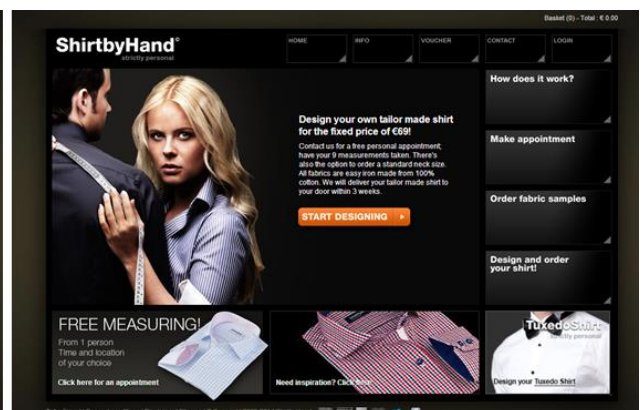 Basket (0) - Total : € 0.00
ShirtbyHand©
strictly personal
HOME
INFO
VOUCHER
CONTACT
LOGIN
Design your own tailor made shirt
for the fixed price of €69!
Contact us for a free personal appointment;
have your 9 measurements taken. There's
also the option to order a standard neck size.
All fabrics are easy iron made from 100%
cotton. We will deliver your tailor made shirt to
your door within 3 weeks.
START DESIGNING
How does it work?
Make appointment
Order fabric samples
Design and order
your shirt!
FREE MEASURING!
From 1 person
Time and location
of your choice
Click here for an appointment
Need inspiration? Click here!
TuxedoShirt
strictly personal
Design your Tuxedo Shirt